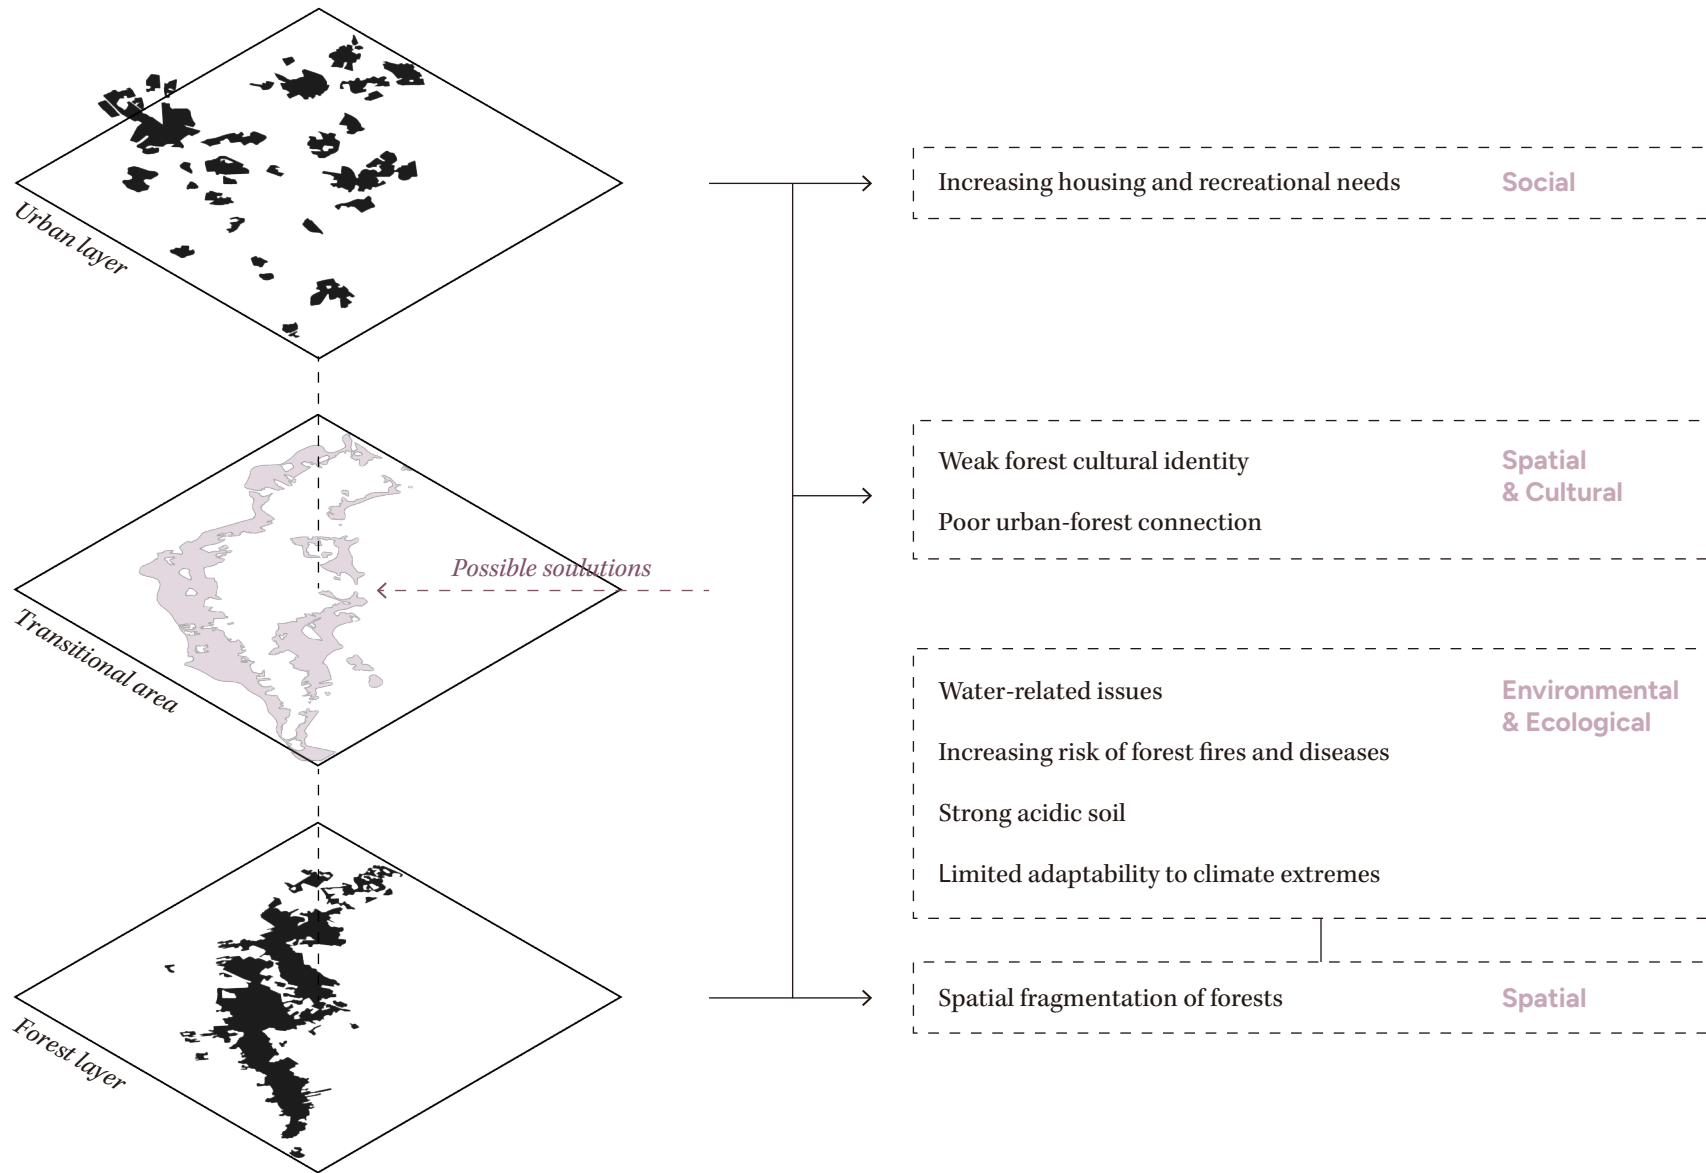 Urban layer
Increasing housing and recreational needs
Social
Weak forest cultural identity
Spatial
& Cultural
Poor urban-forest connection
Possible soulutions
Transitional area
Water-related issues
Environmental
& Ecological
Increasing risk of forest fires and diseases
Strong acidic soil
Limited adaptability to climate extremes
Spatial fragmentation of forests
Spatial
Forest layer